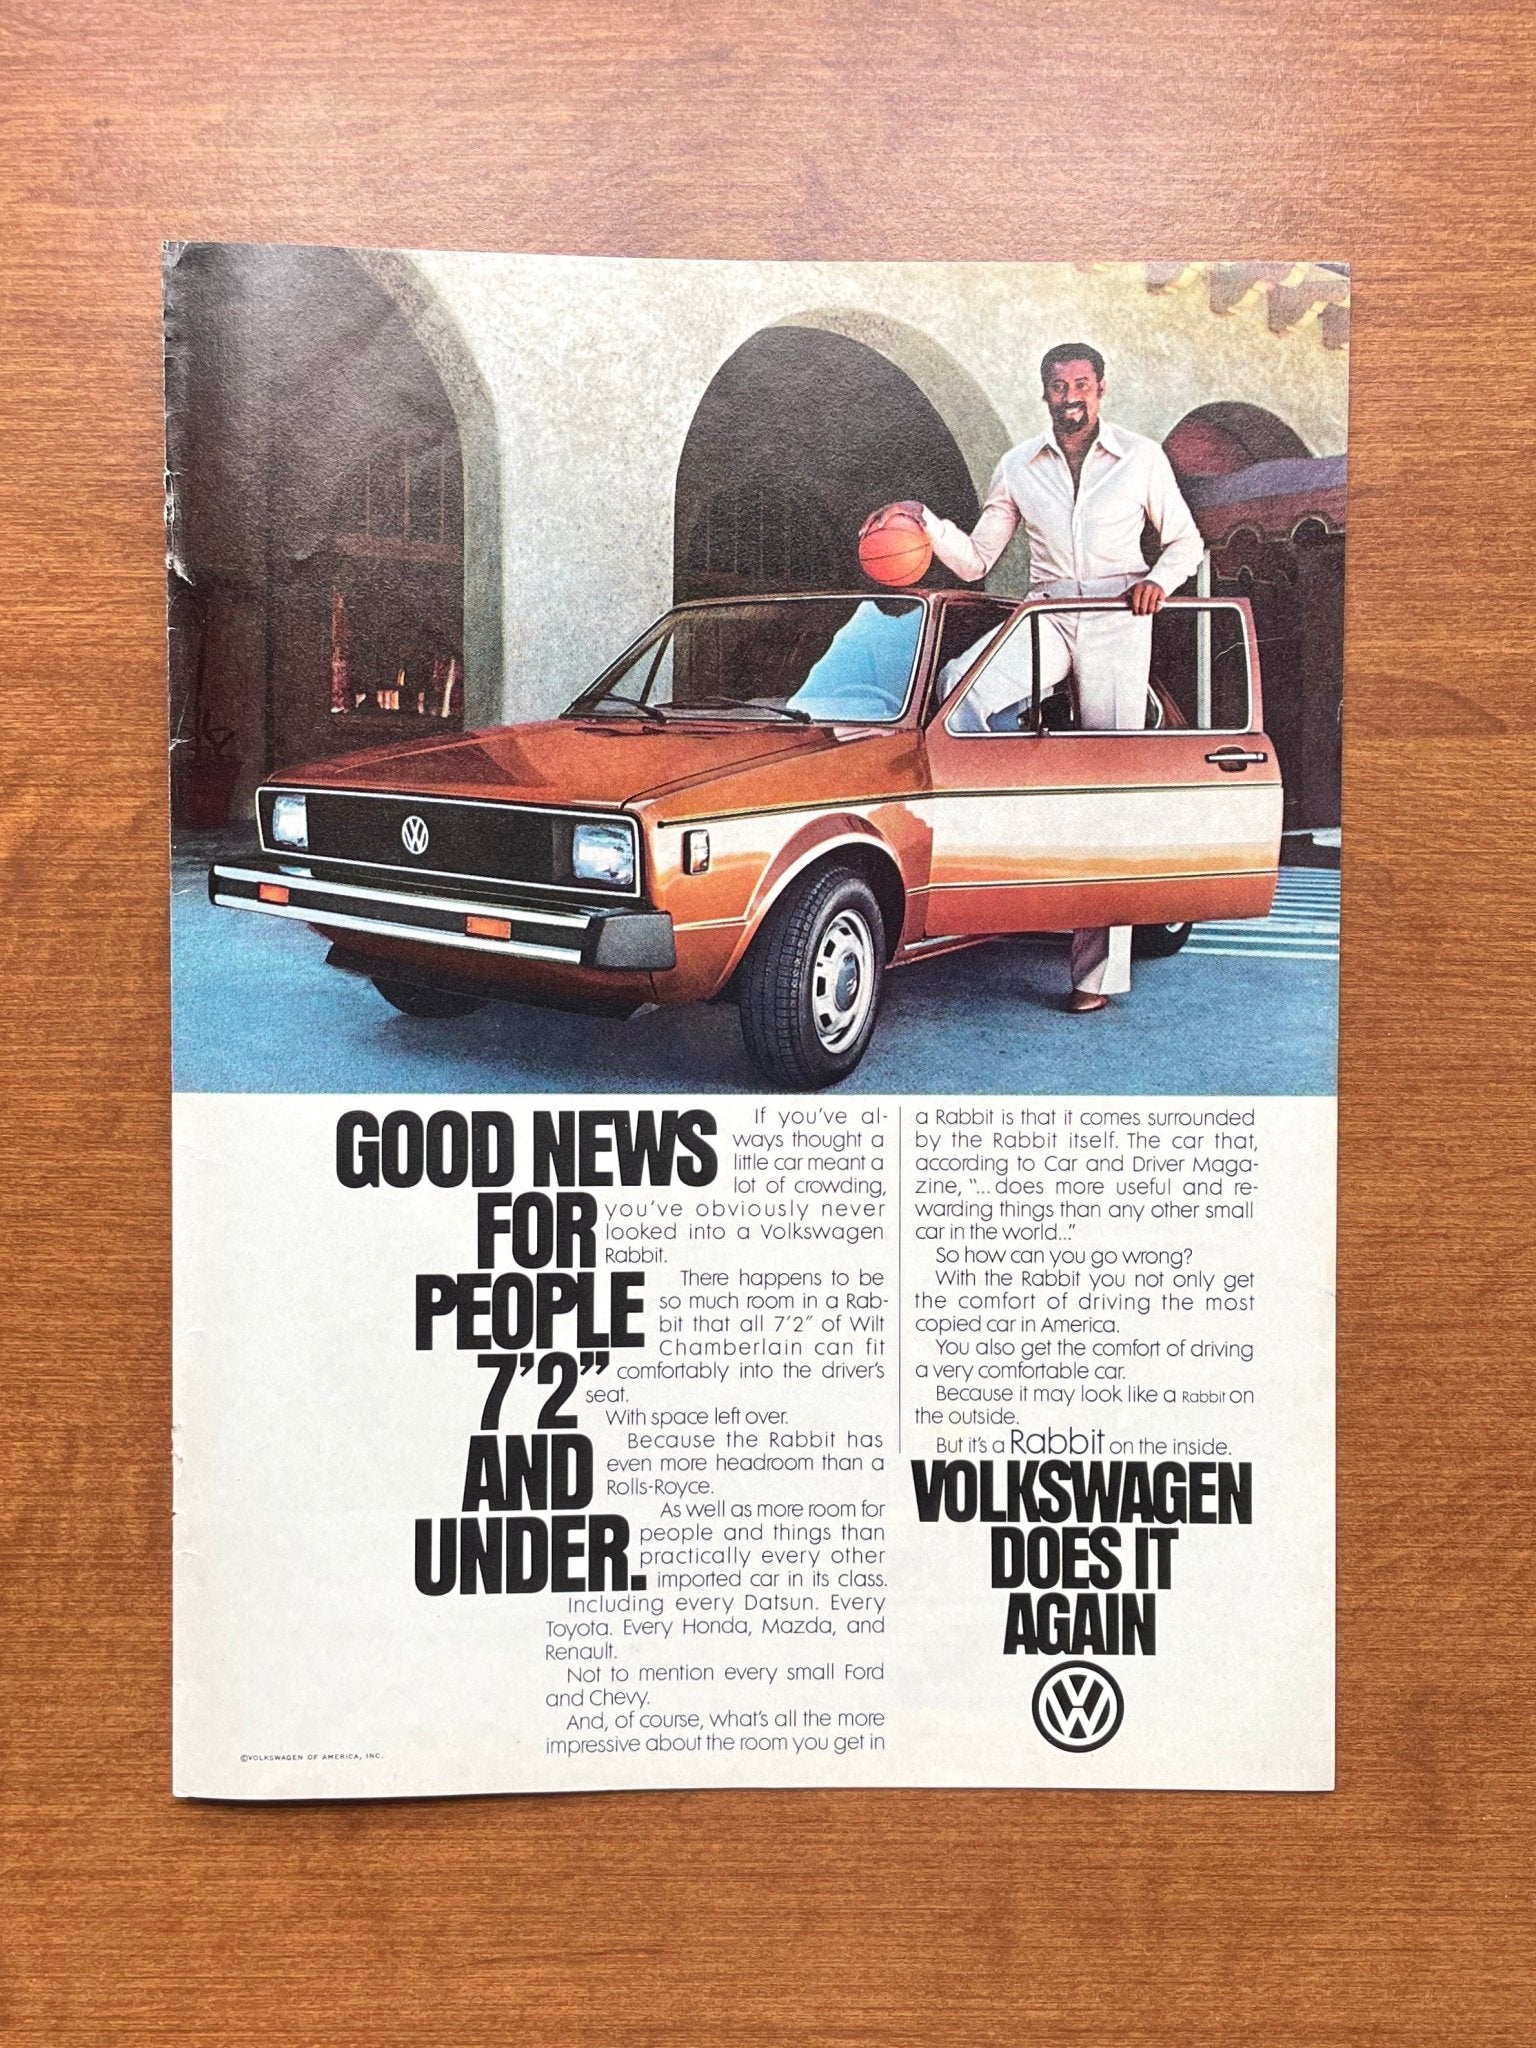 GOOD NEWS
FOR
PEOPLE
7'2"
AND
UNDER.
If you've al-
ways thought a
little car meant a
lot of crowding,
you've obviously never
looked into a Volkswagen
Rabbit.
There happens to be
so much room in a Rab-
bit that all 7'2" of Wilt
Chamberlain can fit
comfortably into the driver's
seat.
With space left over.
Because the Rabbit has
even more headroom than a
Rolls-Royce.
As well as more room for
people and things than
practically every other
imported car in its class.
Including every Datsun. Every
Toyota. Every Honda, Mazda, and
Renault.
Not to mention every small Ford
and Chevy.
And, of course, what's all the more
impressive about the room you get in
a Rabbit is that it comes surrounded
by the Rabbit itself. The car that,
according to Car and Driver Maga-
zine, "...does more useful and re-
warding things than any other small
car in the world..."
So how can you go wrong?
With the Rabbit you not only get
the comfort of driving the most
copied car in America.
You also get the comfort of driving
a very comfortable car.
Because it may look like a Rabbit on
the outside.
But it's a Rabbit on the inside.
VOLKSWAGEN
DOES IT
AGAIN
©VOLKSWAGEN OF AMERICA, INC.